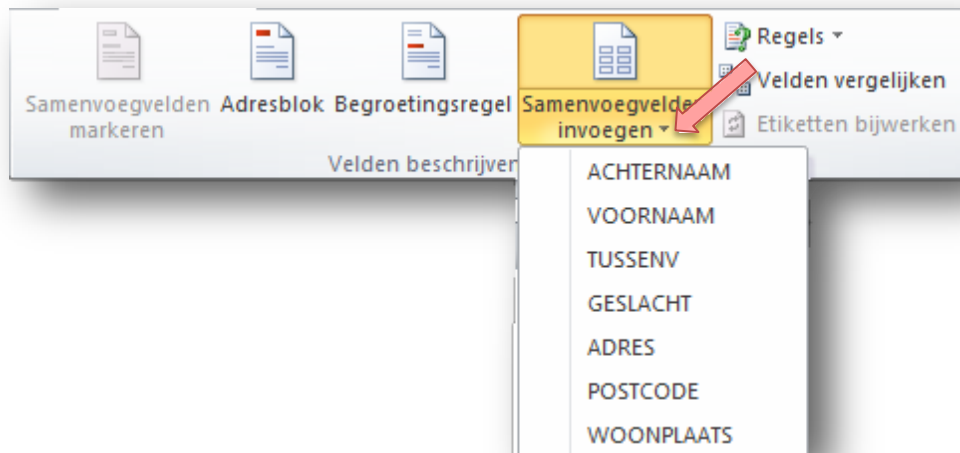 Samenvoegvelden
markeren
Adresblok
Begroetingsregel
Samenvoegvelden
invoegen
Regels
Velden vergelijken
Etiketten bijwerken
Velden beschrijven
ACHTERNAAM
VOORNAAM
TUSSENV
GESLACHT
ADRES
POSTCODE
WOONPLAATS